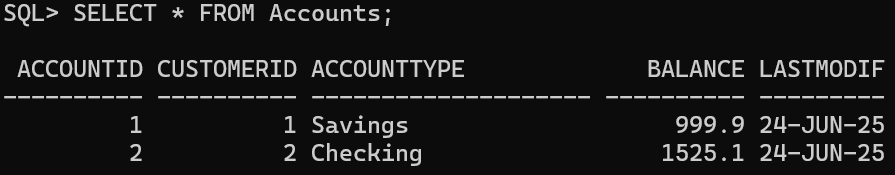 SQL> SELECT * FROM Accounts;
 ACCOUNTID CUSTOMERID ACCOUNTTYPE               BALANCE LASTMODIF
---------- ---------- -------------------- ---------- ---------
         1          1 Savings                   999.9 24-JUN-25
         2          2 Checking                 1525.1 24-JUN-25